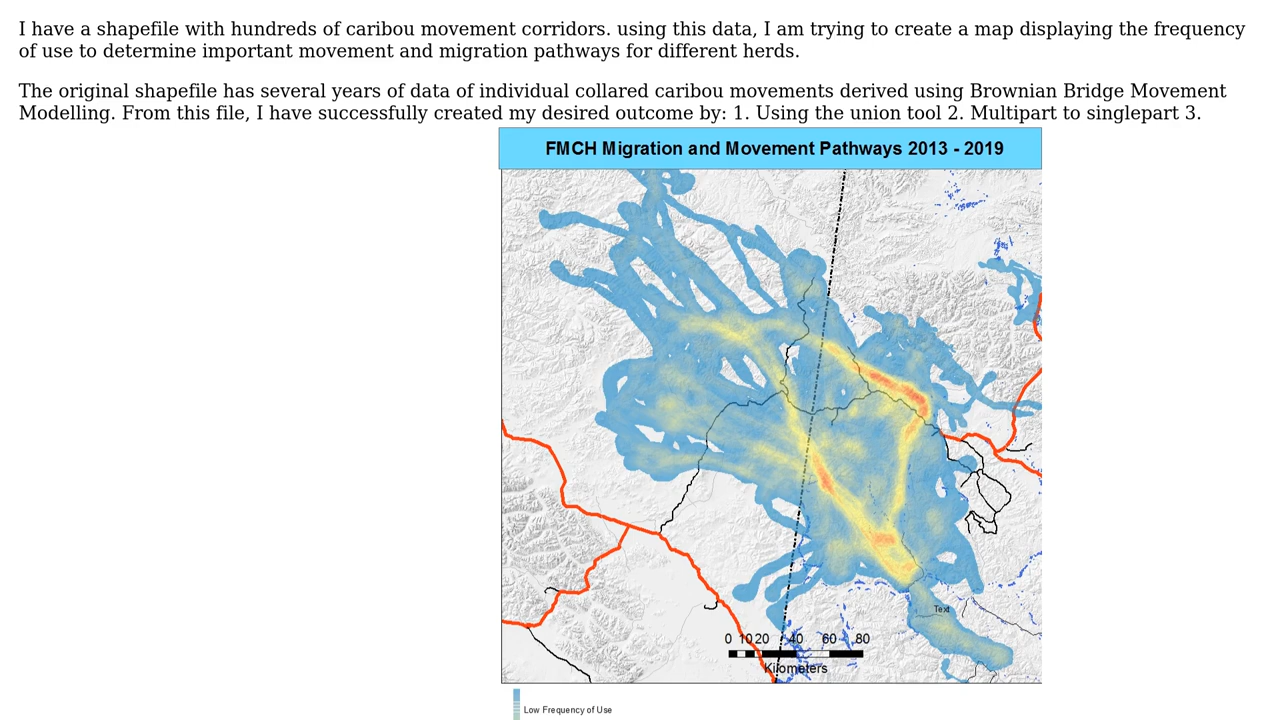 I have a shapefile with hundreds of caribou movement corridors. using this data, I am trying to create a map displaying the frequency
of use to determine important movement and migration pathways for different herds.
The original shapefile has several years of data of individual collared caribou movements derived using Brownian Bridge Movement
Modelling. From this file, I have successfully created my desired outcome by: 1. Using the union tool 2. Multipart to singlepart 3.
FMCH Migration and Movement Pathways 2013 - 2019
Text
0 10 20 40 60 80
Kilometers
Low Frequency of Use